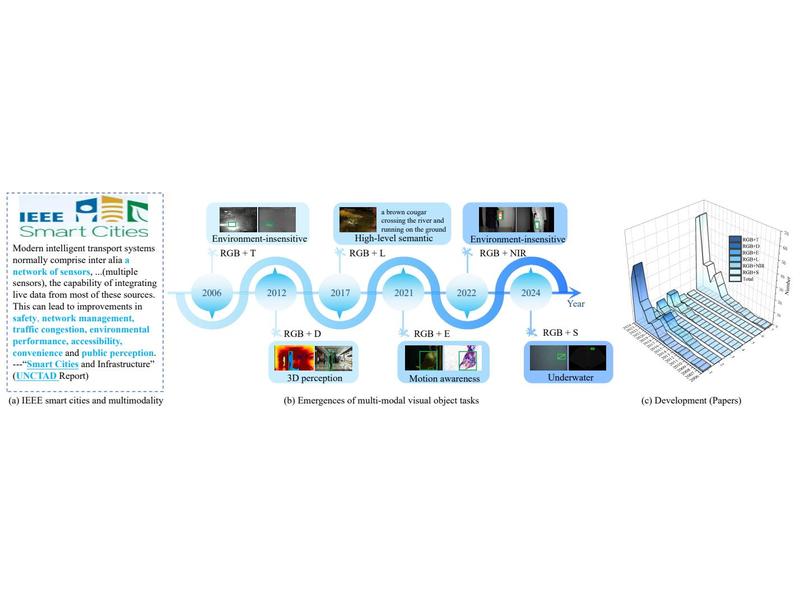 IEEE
Smart Cities
Modern intelligent transport systems
normally comprise inter alia a
network of sensors, ...(multiple
sensors), the capability of integrating
live data from most of these sources.
This can lead to improvements in
safety, network management,
traffic congestion, environmental
performance, accessibility,
convenience and public perception.
---"Smart Cities and Infrastructure"
(UNCTAD Report)
(a) IEEE smart cities and multimodality
Environment-insensitive
RGB + T
a brown cougar
crossing the river and
running on the ground
High-level semantic
RGB + L
Environment-insensitive
RGB + NIR
2006
2012
2017
2021
2022
2024
Year
RGB + D
3D perception
RGB + E
Motion awareness
RGB + S
Underwater
(b) Emergences of multi-modal visual object tasks
RGB+T
RGB+D
RGB+E
RGB+L
RGB+NIR
RGB+S
Total
Number
(c) Development (Papers)